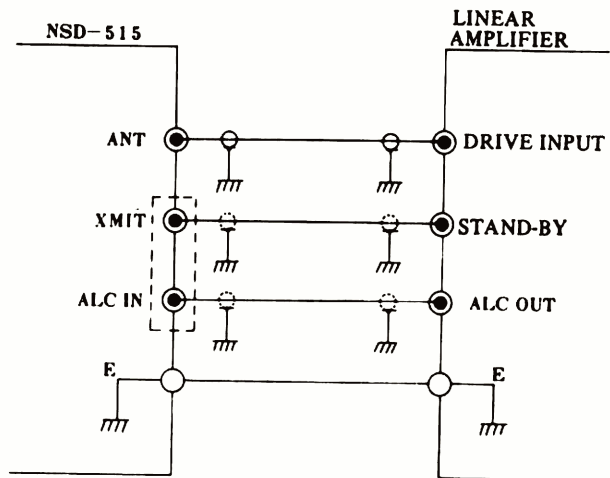 NSD-515
LINEAR
AMPLIFIER
ANT
DRIVE INPUT
XMIT
STAND-BY
ALC IN
ALC OUT
E
E